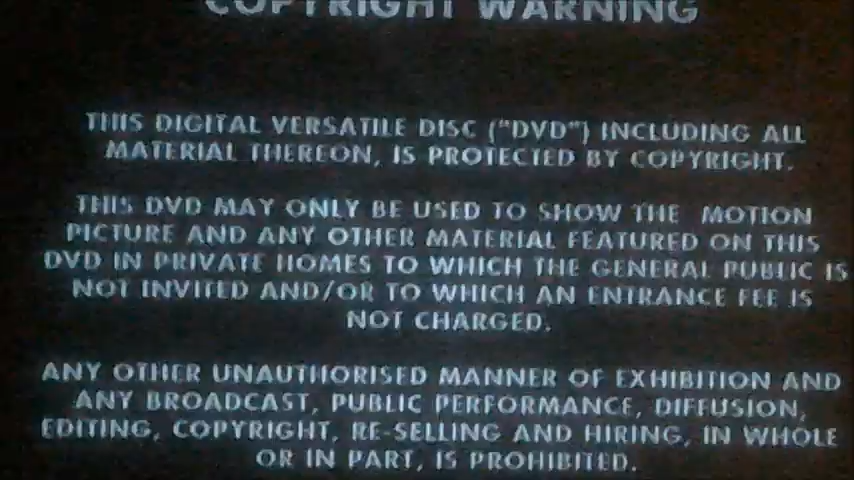 COPYRIGHT WARNING
THIS DIGITAL VERSATILE DISC ("DVD") INCLUDING ALL
MATERIAL THEREON, IS PROTECTED BY COPYRIGHT.
THIS DVD MAY ONLY BE USED TO SHOW THE MOTION
PICTURE AND ANY OTHER MATERIAL FEATURED ON THIS
DVD IN PRIVATE HOMES TO WHICH THE GENERAL PUBLIC IS
NOT INVITED AND/OR TO WHICH AN ENTRANCE FEE IS
NOT CHARGED.
ANY OTHER UNAUTHORISED MANNER OF EXHIBITION AND
ANY BROADCAST, PUBLIC PERFORMANCE, DIFFUSION,
EDITING, COPYRIGHT, RE-SELLING AND HIRING, IN WHOLE
OR IN PART, IS PROHIBITED.